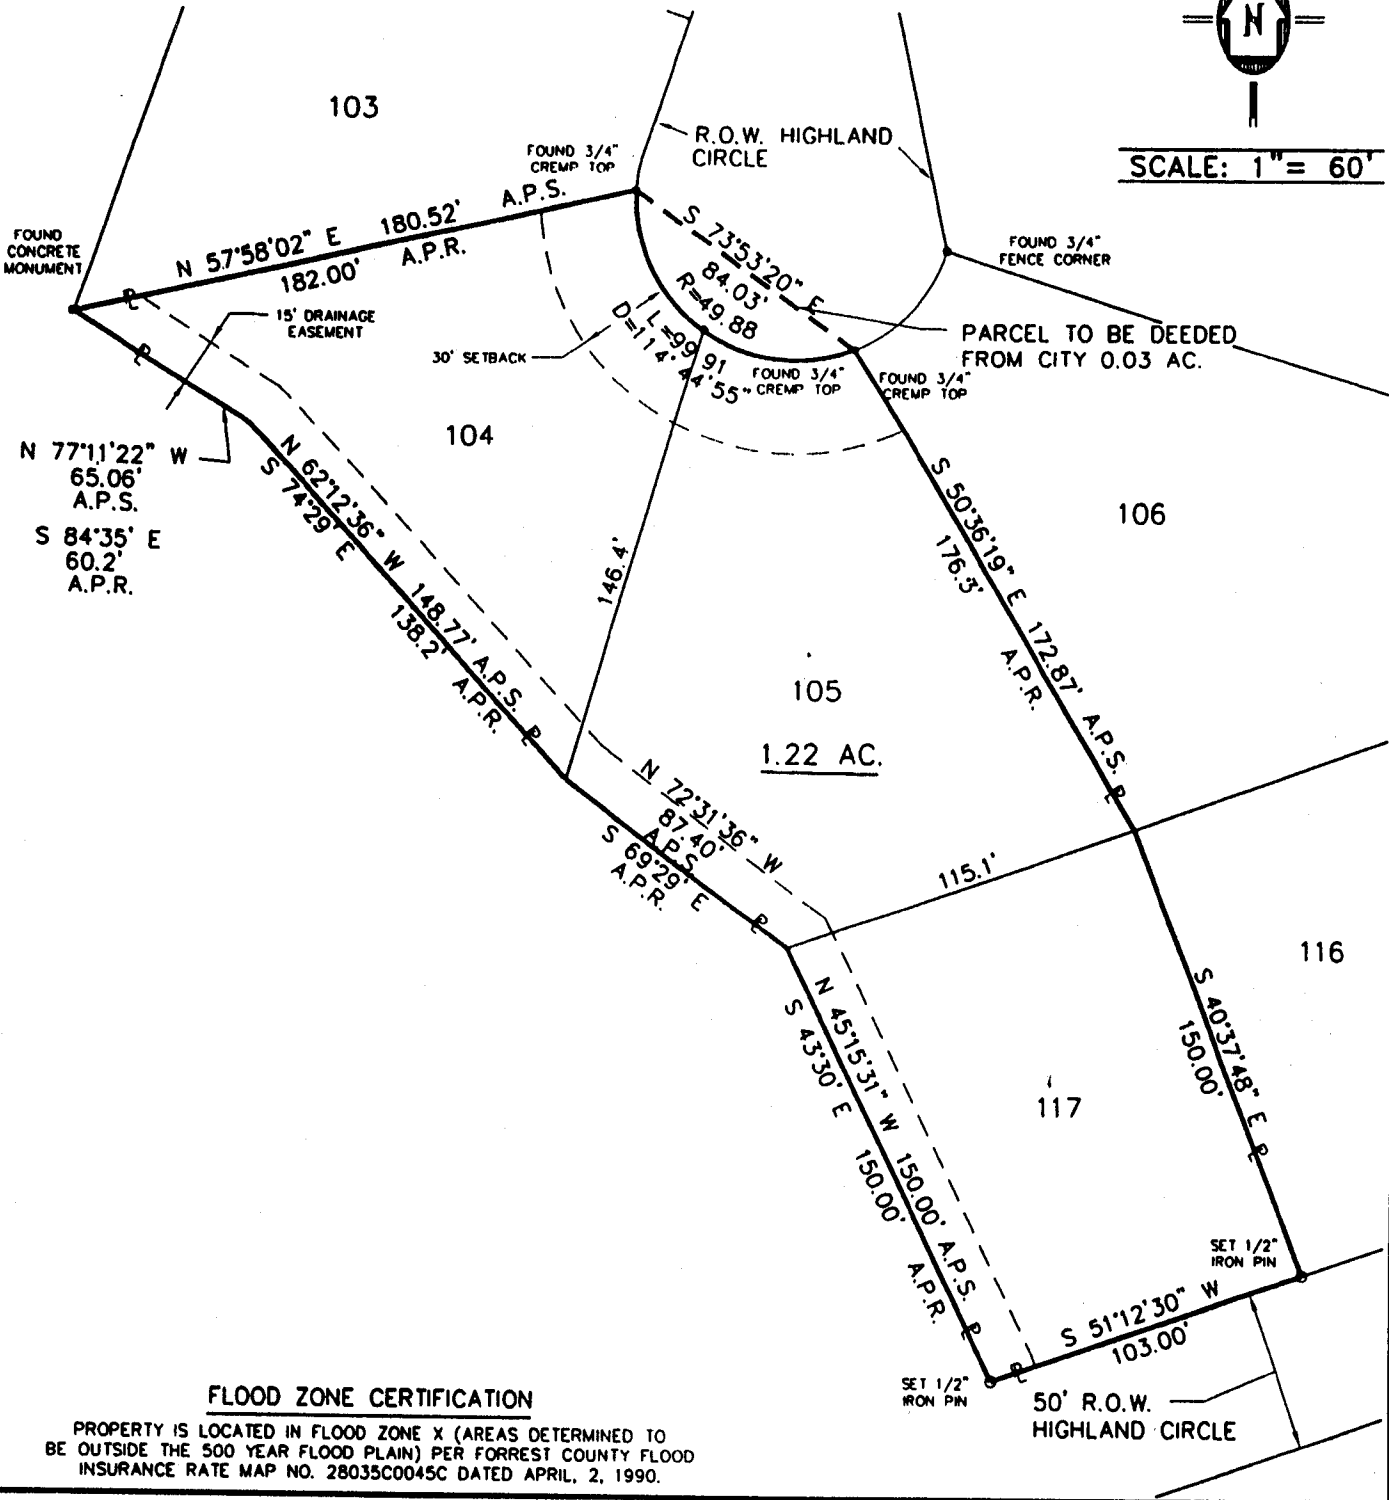 N
SCALE: 1"= 60'
103
FOUND 3/4"
CREMP TOP
R.O.W. HIGHLAND
CIRCLE
FOUND
CONCRETE
MONUMENT
N 57°58'02" E 180.52' A.P.S.
182.00' A.P.R.
S 73°53'20" E
84.03'
R=49.88
L=99.91
D=114°44'55"
FOUND 3/4"
FENCE CORNER
PARCEL TO BE DEEDED
FROM CITY 0.03 AC.
15' DRAINAGE
EASEMENT
30' SETBACK
FOUND 3/4"
CREMP TOP
FOUND 3/4"
CREMP TOP
104
N 77°11'22" W
65.06'
A.P.S.
S 84°35' E
60.2'
A.P.R.
N 62°12'36" W 148.77' A.P.S.
S 74°29' E 138.2' A.P.R.
146.4'
S 50°36'19" E 172.87' A.P.S.
176.3' A.P.R.
106
105
1.22 AC.
N 72°31'36" W
87.40'
A.P.S.
S 69°29' E
A.P.R.
115.1'
116
S 40°37'48" E
150.00'
N 45°15'31" W 150.00' A.P.S.
S 43°30' E 150.00' A.P.R.
117
SET 1/2"
IRON PIN
S 51°12'30" W
103.00'
SET 1/2"
IRON PIN
50' R.O.W.
HIGHLAND CIRCLE
FLOOD ZONE CERTIFICATION
PROPERTY IS LOCATED IN FLOOD ZONE X (AREAS DETERMINED TO
BE OUTSIDE THE 500 YEAR FLOOD PLAIN) PER FORREST COUNTY FLOOD
INSURANCE RATE MAP NO. 28035C0045C DATED APRIL, 2, 1990.